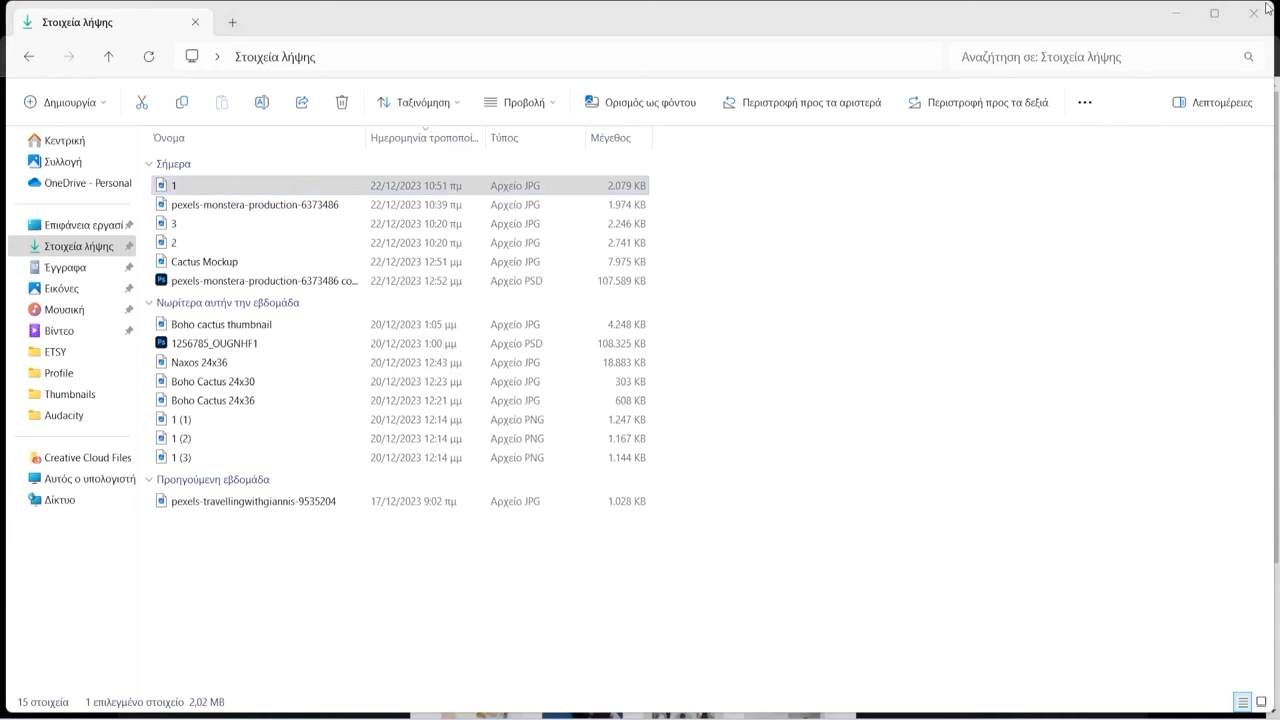 Στοιχεία λήψης
Στοιχεία λήψης
Αναζήτηση σε: Στοιχεία λήψης
Δημιουργία
Ταξινόμηση
Προβολή
Ορισμός ως φόντου
Περιστροφή προς τα αριστερά
Περιστροφή προς τα δεξιά
Λεπτομέρειες
Κεντρική
Συλλογή
OneDrive - Personal
Επιφάνεια εργασί
Στοιχεία λήψης
Έγγραφα
Εικόνες
Μουσική
Βίντεο
ETSY
Profile
Thumbnails
Audacity
Creative Cloud Files
Αυτός ο υπολογιστή
Δίκτυο
Όνομα Ημερομηνία τροποποί... Τύπος Μέγεθος
Σήμερα
1 22/12/2023 10:51 πμ Αρχείο JPG 2.079 KB
pexels-monstera-production-6373486 22/12/2023 10:39 πμ Αρχείο JPG 1.974 KB
3 22/12/2023 10:20 πμ Αρχείο JPG 2.246 KB
2 22/12/2023 10:20 πμ Αρχείο JPG 2.741 KB
Cactus Mockup 22/12/2023 12:51 μμ Αρχείο JPG 7.975 KB
pexels-monstera-production-6373486 co... 22/12/2023 12:52 μμ Αρχείο PSD 107.589 KB
Νωρίτερα αυτήν την εβδομάδα
Boho cactus thumbnail 20/12/2023 1:05 μμ Αρχείο JPG 4.248 KB
1256785_OUGNHF1 20/12/2023 1:00 μμ Αρχείο PSD 108.325 KB
Naxos 24x36 20/12/2023 12:43 μμ Αρχείο JPG 18.883 KB
Boho Cactus 24x30 20/12/2023 12:23 μμ Αρχείο JPG 303 KB
Boho Cactus 24x36 20/12/2023 12:21 μμ Αρχείο JPG 608 KB
1 (1) 20/12/2023 12:14 μμ Αρχείο PNG 1.247 KB
1 (2) 20/12/2023 12:14 μμ Αρχείο PNG 1.167 KB
1 (3) 20/12/2023 12:14 μμ Αρχείο PNG 1.144 KB
Προηγούμενη εβδομάδα
pexels-travellingwithgiannis-9535204 17/12/2023 9:02 πμ Αρχείο JPG 1.028 KB
15 στοιχεία 1 επιλεγμένο στοιχείο 2,02 MB